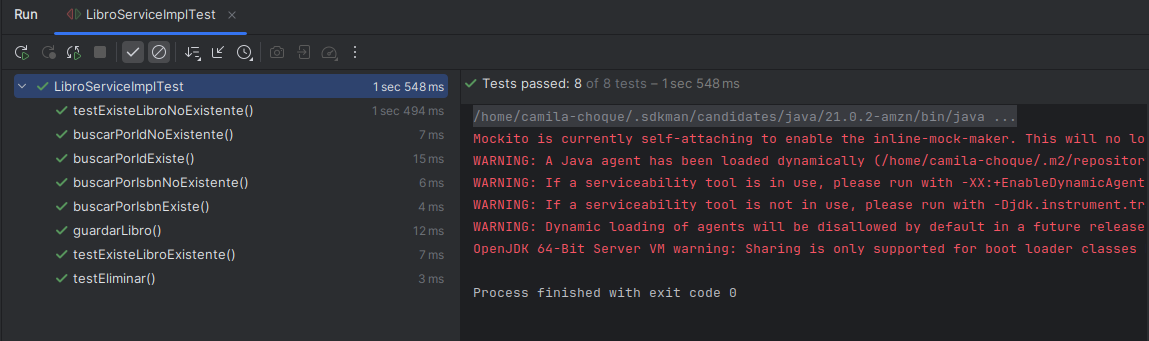 Run LibroServiceImplTest ×
LibroServiceImplTest 1 sec 548 ms
testExisteLibroNoExistente() 1 sec 494 ms
buscarPorIdNoExistente() 7 ms
buscarPorIdExiste() 15 ms
buscarPorIsbnNoExistente() 6 ms
buscarPorIsbnExiste() 4 ms
guardarLibro() 12 ms
testExisteLibroExistente() 7 ms
testEliminar() 3 ms
Tests passed: 8 of 8 tests – 1 sec 548 ms
/home/camila-choque/.sdkman/candidates/java/21.0.2-amzn/bin/java ...
Mockito is currently self-attaching to enable the inline-mock-maker. This will no lo
WARNING: A Java agent has been loaded dynamically (/home/camila-choque/.m2/repositor
WARNING: If a serviceability tool is in use, please run with -XX:+EnableDynamicAgent
WARNING: If a serviceability tool is not in use, please run with -Djdk.instrument.tr
WARNING: Dynamic loading of agents will be disallowed by default in a future release
OpenJDK 64-Bit Server VM warning: Sharing is only supported for boot loader classes
Process finished with exit code 0